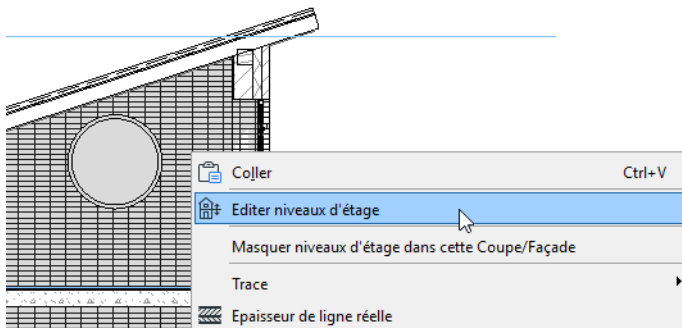 Coller Ctrl+V
Editer niveaux d'étage
Masquer niveaux d'étage dans cette Coupe/Façade
Trace
Epaisseur de ligne réelle